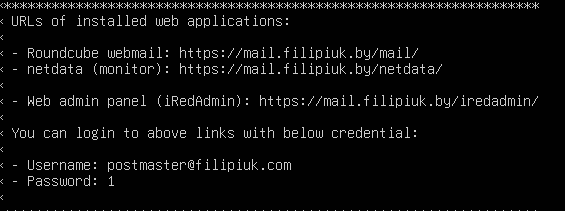 ********************************************************************
< URLs of installed web applications:
<
< - Roundcube webmail: https://mail.filipiuk.by/mail/
< - netdata (monitor): https://mail.filipiuk.by/netdata/
<
< - Web admin panel (iRedAdmin): https://mail.filipiuk.by/iredadmin/
<
< You can login to above links with below credential:
<
< - Username: postmaster@filipiuk.com
< - Password: 1
<
********************************************************************